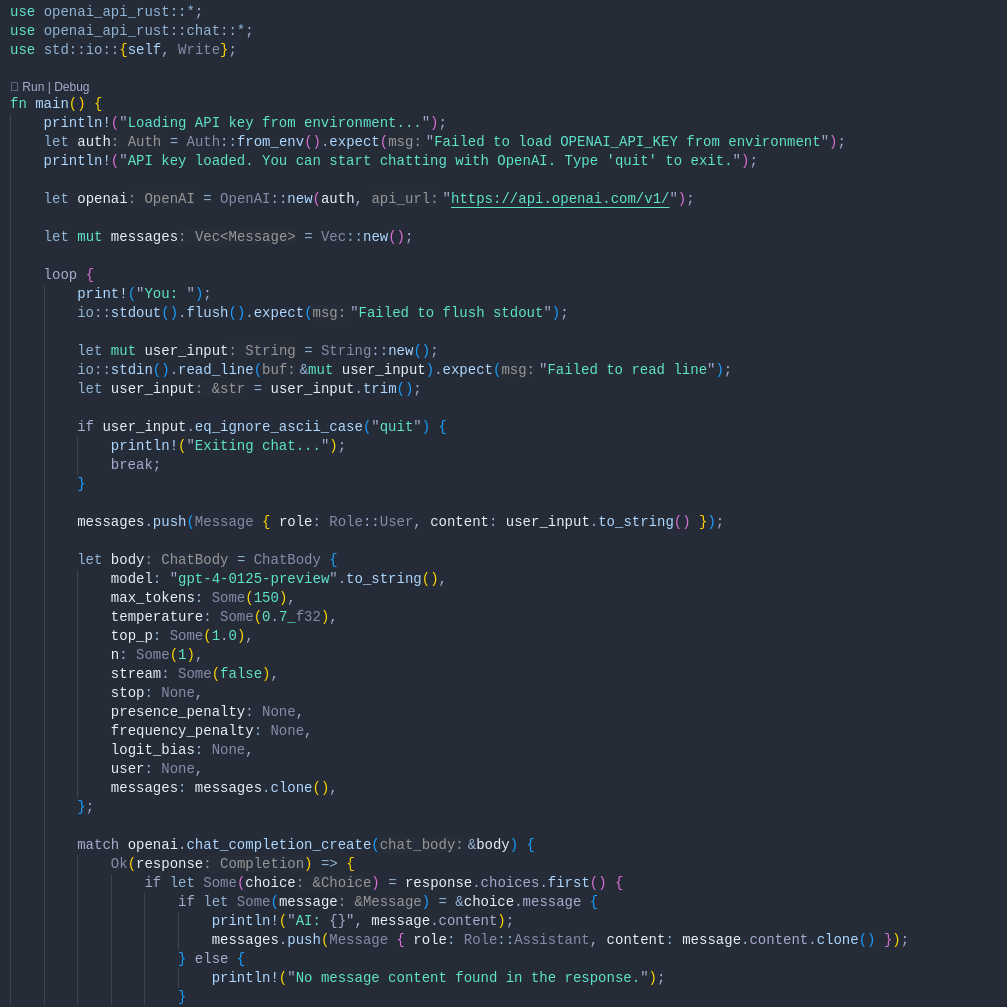 use openai_api_rust::*;
use openai_api_rust::chat::*;
use std::io::{self, Write};
Run | Debug
fn main() {
println!("Loading API key from environment...");
let auth: Auth = Auth::from_env().expect(msg: "Failed to load OPENAI_API_KEY from environment");
println!("API key loaded. You can start chatting with OpenAI. Type 'quit' to exit.");
let openai: OpenAI = OpenAI::new(auth, api_url: "https://api.openai.com/v1/");
let mut messages: Vec<Message> = Vec::new();
loop {
print!("You: ");
io::stdout().flush().expect(msg: "Failed to flush stdout");
let mut user_input: String = String::new();
io::stdin().read_line(buf: &mut user_input).expect(msg: "Failed to read line");
let user_input: &str = user_input.trim();
if user_input.eq_ignore_ascii_case("quit") {
println!("Exiting chat...");
break;
}
messages.push(Message { role: Role::User, content: user_input.to_string() });
let body: ChatBody = ChatBody {
model: "gpt-4-0125-preview".to_string(),
max_tokens: Some(150),
temperature: Some(0.7_f32),
top_p: Some(1.0),
n: Some(1),
stream: Some(false),
stop: None,
presence_penalty: None,
frequency_penalty: None,
logit_bias: None,
user: None,
messages: messages.clone(),
};
match openai.chat_completion_create(chat_body: &body) {
Ok(response: Completion) => {
if let Some(choice: &Choice) = response.choices.first() {
if let Some(message: &Message) = &choice.message {
println!("AI: {}", message.content);
messages.push(Message { role: Role::Assistant, content: message.content.clone() });
} else {
println!("No message content found in the response.");
}